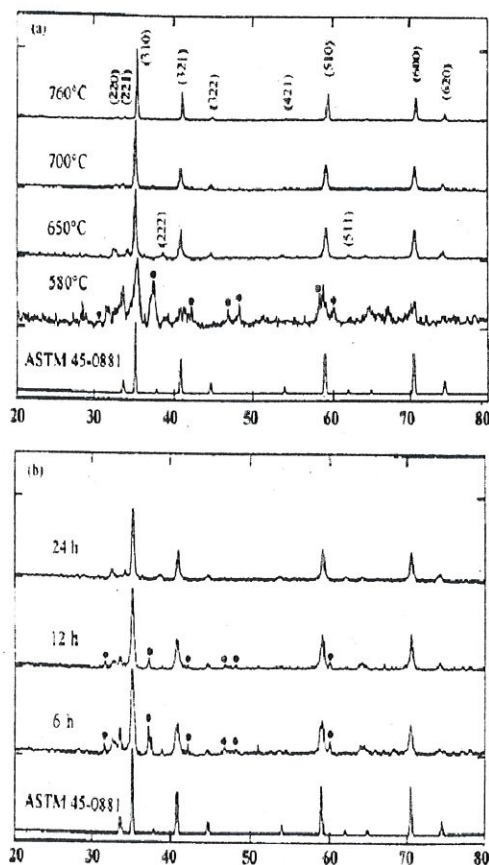 (a)
(220)
(221)
(310)
(321)
(322)
(421)
(510)
(600)
(620)
760°C
700°C
650°C
(222)
(511)
580°C
ASTM 45-0881
20 30 40 50 60 70 80
(b)
24 h
12 h
6 h
ASTM 45-0881
20 30 40 50 60 70 80